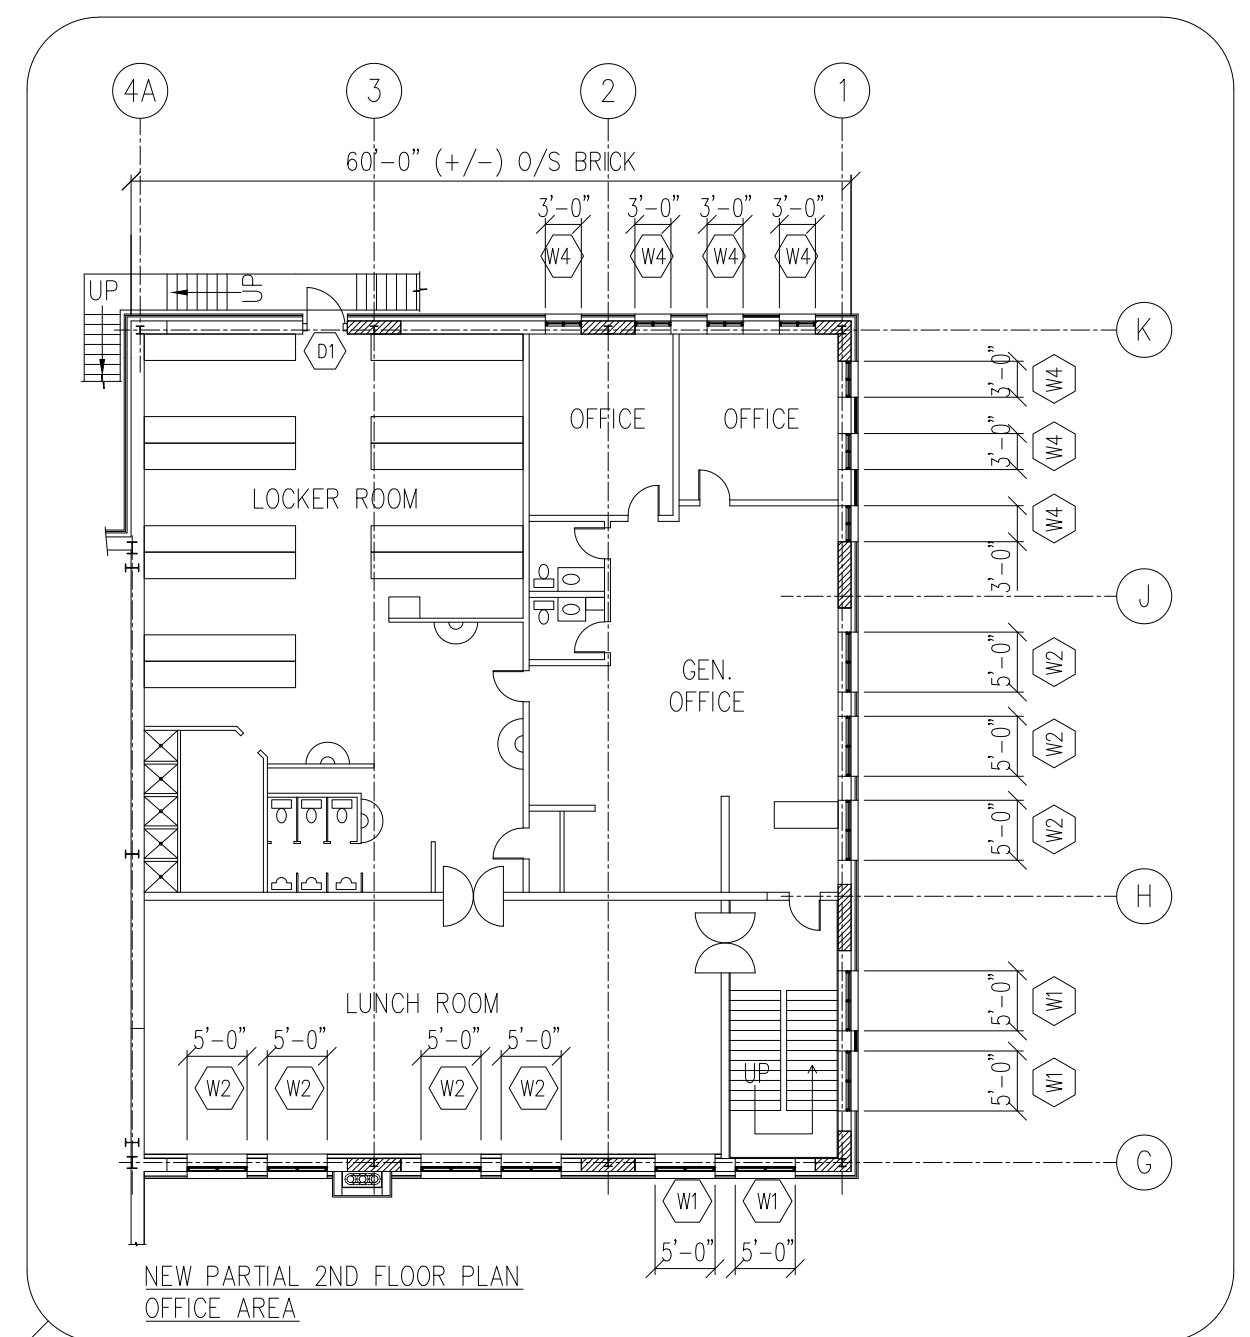 4A 3 2 1
60'-0" (+/-) O/S BRICK
3'-0" 3'-0" 3'-0" 3'-0"
W4 W4 W4 W4
UP UP
K
D1
3'-0" W4
OFFICE OFFICE
3'-0" W4
LOCKER ROOM
W4
3'-0"
J
GEN.
OFFICE
5'-0" W2
5'-0" W2
5'-0" W2
H
LUNCH ROOM
5'-0" W1
5'-0" 5'-0" 5'-0" 5'-0"
W2 W2 W2 W2
UP
5'-0" W1
G
W1 W1
5'-0" 5'-0"
NEW PARTIAL 2ND FLOOR PLAN
OFFICE AREA